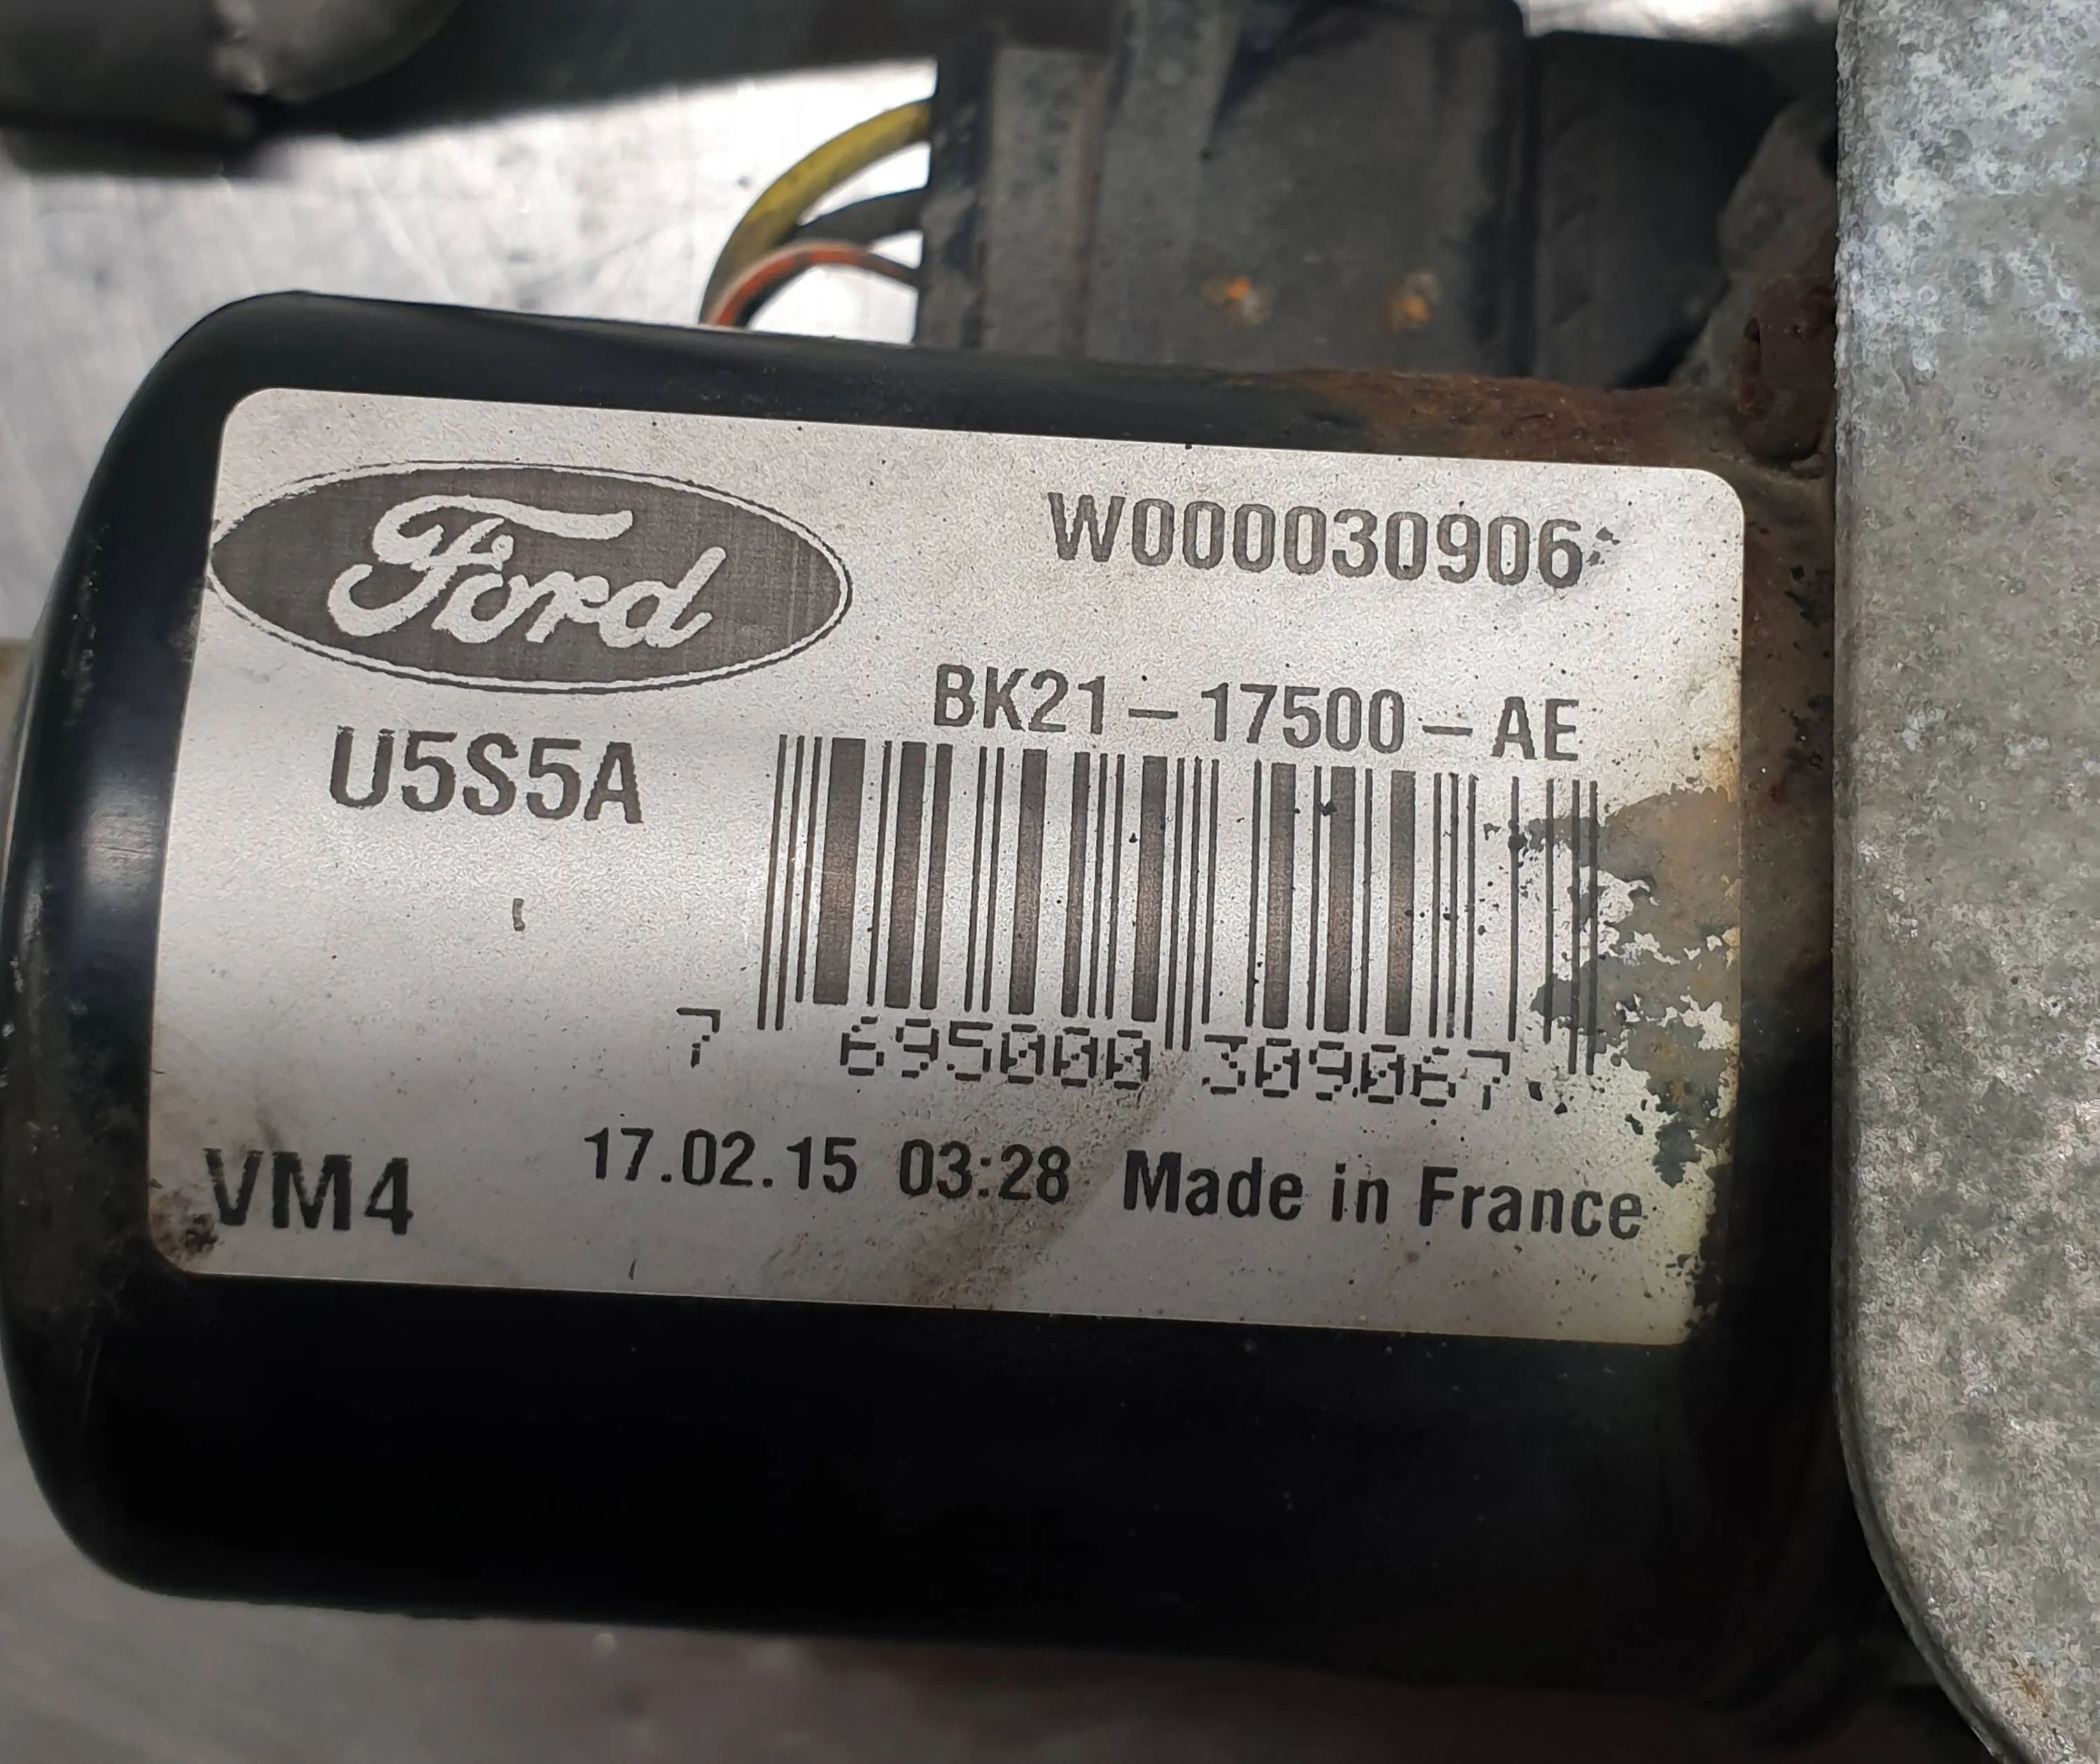 Ford
W000030906
BK21-17500-AE
U5S5A
7 695000 309067
17.02.15 03:28 Made in France
VM4